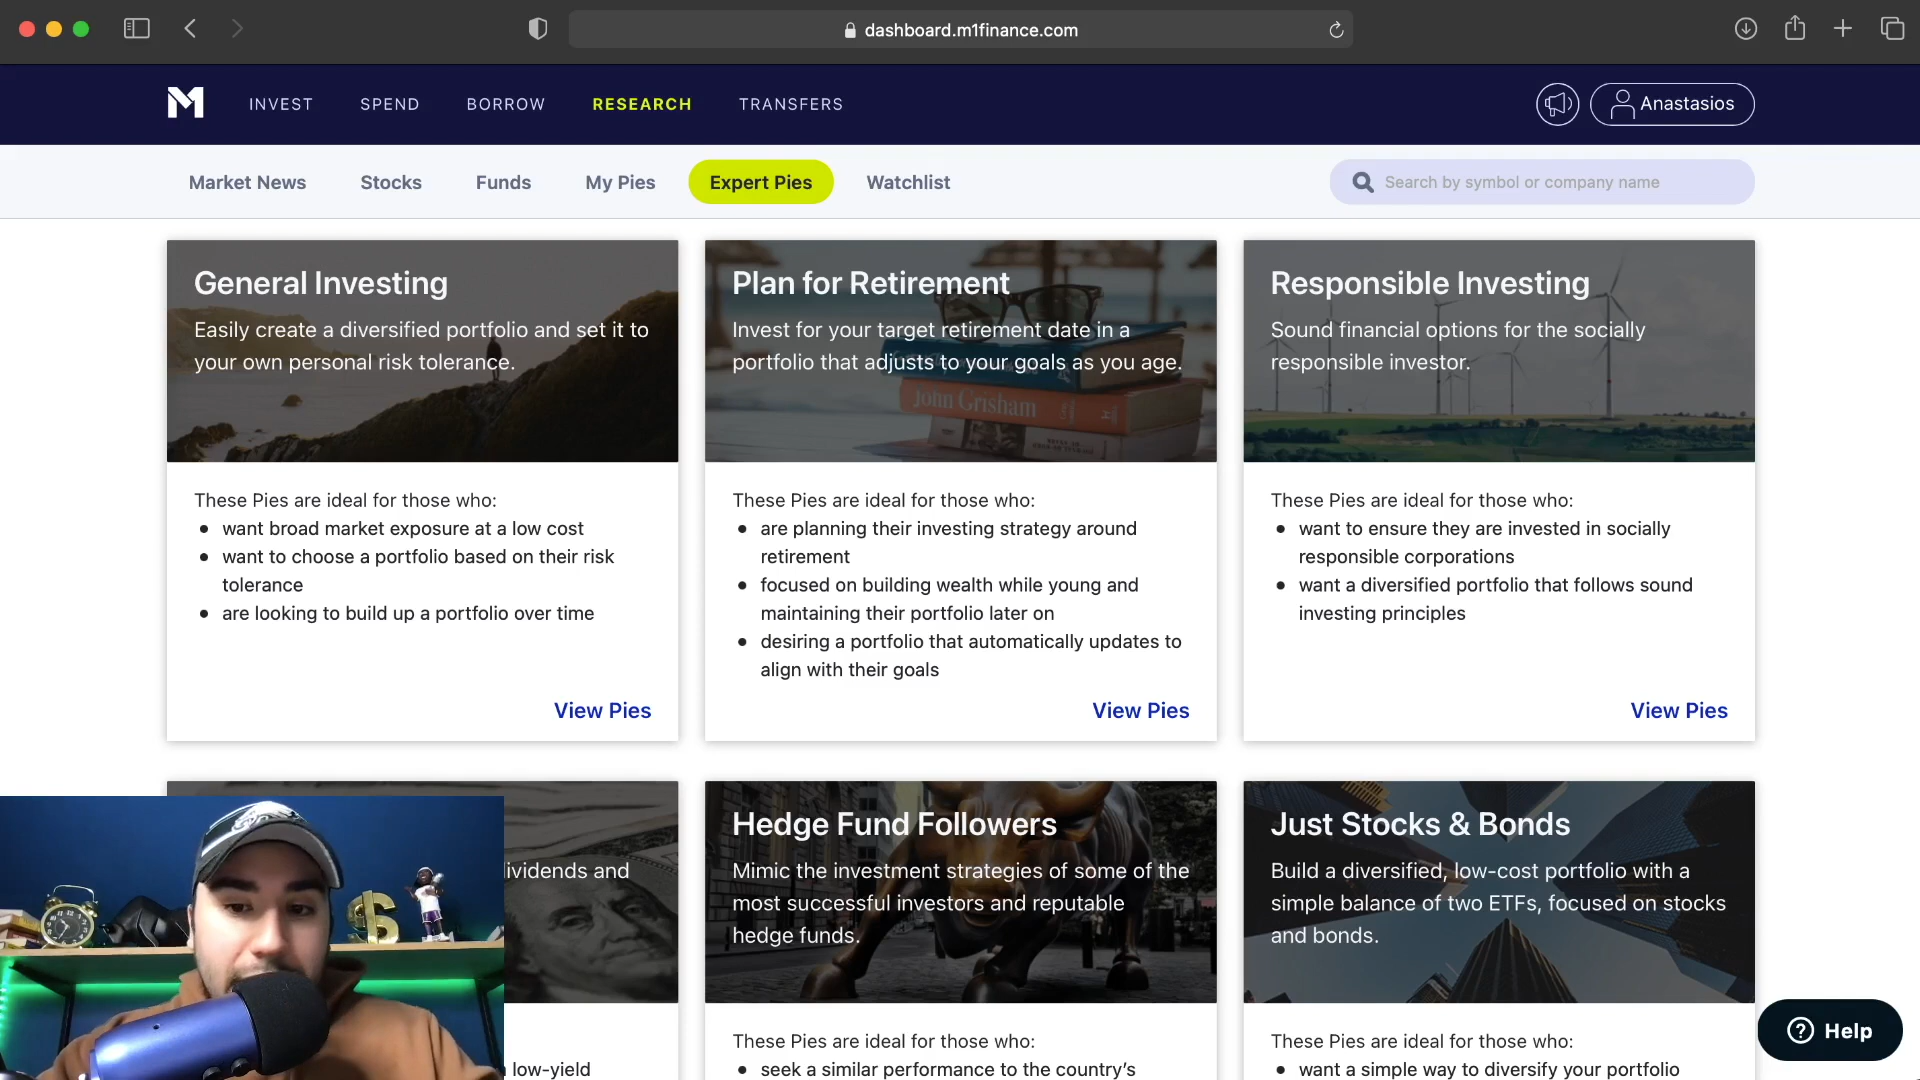 dashboard.m1finance.com
M INVEST SPEND BORROW RESEARCH TRANSFERS Anastasios
Market News Stocks Funds My Pies Expert Pies Watchlist Search by symbol or company name
General Investing
Easily create a diversified portfolio and set it to
your own personal risk tolerance.
These Pies are ideal for those who:
• want broad market exposure at a low cost
• want to choose a portfolio based on their risk
tolerance
• are looking to build up a portfolio over time
View Pies
Plan for Retirement
Invest for your target retirement date in a
portfolio that adjusts to your goals as you age.
John Grisham
These Pies are ideal for those who:
• are planning their investing strategy around
retirement
• focused on building wealth while young and
maintaining their portfolio later on
• desiring a portfolio that automatically updates to
align with their goals
View Pies
Responsible Investing
Sound financial options for the socially
responsible investor.
These Pies are ideal for those who:
• want to ensure they are invested in socially
responsible corporations
• want a diversified portfolio that follows sound
investing principles
View Pies
ividends and
low-yield
Hedge Fund Followers
Mimic the investment strategies of some of the
most successful investors and reputable
hedge funds.
These Pies are ideal for those who:
• seek a similar performance to the country's
Just Stocks & Bonds
Build a diversified, low-cost portfolio with a
simple balance of two ETFs, focused on stocks
and bonds.
These Pies are ideal for those who:
• want a simple way to diversify your portfolio
? Help